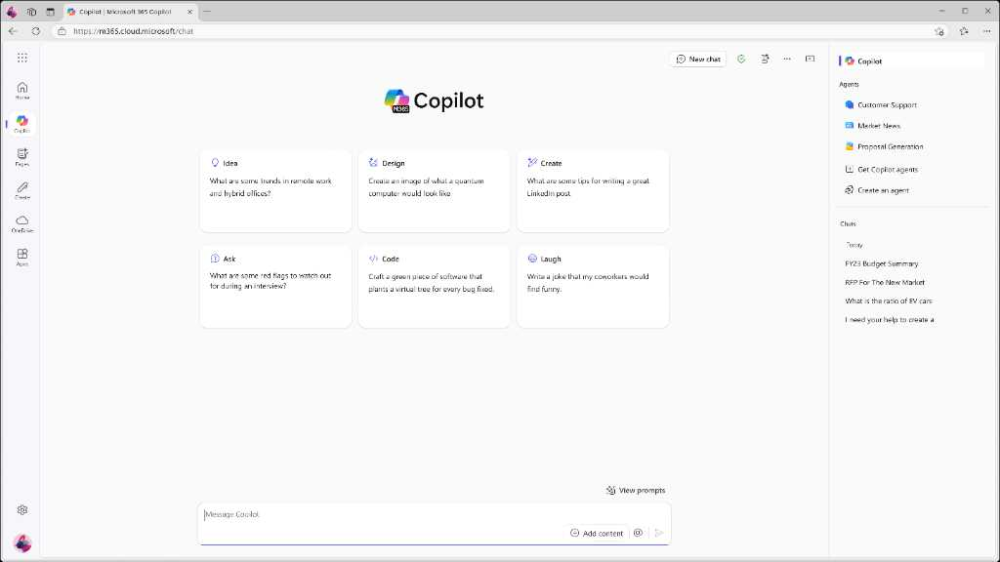 Copilot | Microsoft 365 Copilot
https://m365.cloud.microsoft/chat
Home
Copilot
Pages
Create
OneDrive
Apps
New chat
M365
Copilot
Idea
What are some trends in remote work
and hybrid offices?
Design
Create an image of what a quantum
computer would look like
Create
What are some tips for writing a great
LinkedIn post
Ask
What are some red flags to watch out
for during an interview?
Code
Craft a green piece of software that
plants a virtual tree for every bug fixed.
Laugh
Write a joke that my coworkers would
find funny.
View prompts
Message Copilot
Add content
Copilot
Agents
Customer Support
Market News
Proposal Generation
Get Copilot agents
Create an agent
Chats
Today
FY23 Budget Summary
RFP For The New Market
What is the ratio of EV cars
I need your help to create a